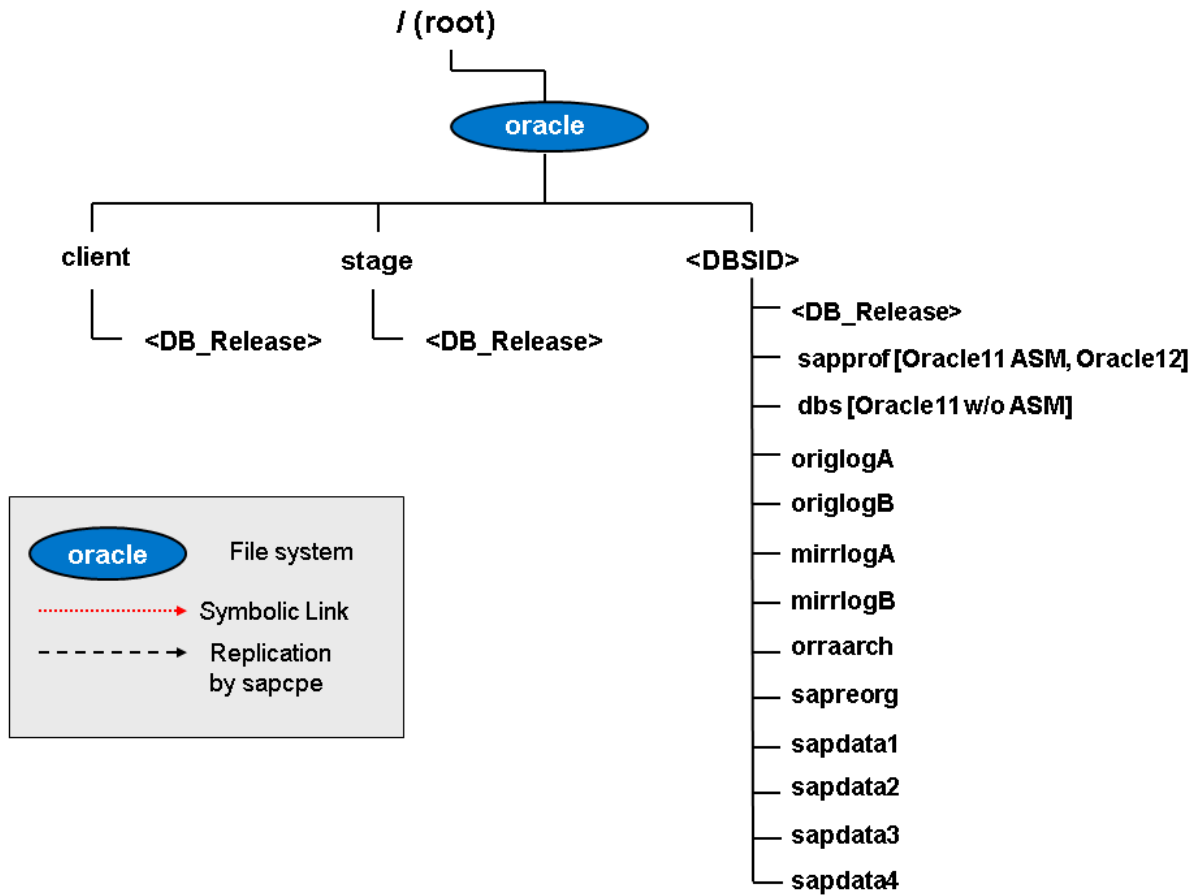 / (root)
oracle
client
stage
<DBSID>
<DB_Release>
<DB_Release>
<DB_Release>
sapprof [Oracle11 ASM, Oracle12]
dbs [Oracle11 w/o ASM]
origlogA
origlogB
mirrlogA
mirrlogB
orraarch
sapreorg
sapdata1
sapdata2
sapdata3
sapdata4
oracle
File system
Symbolic Link
Replication
by sapcpe